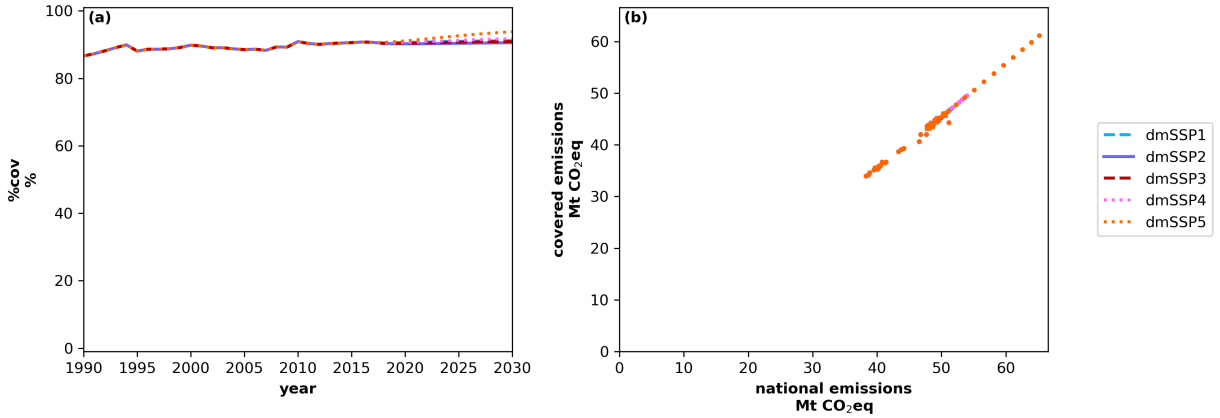 (a)
100
80
60
40
20
0
%cov
%
1990 1995 2000 2005 2010 2015 2020 2025 2030
year
(b)
60
50
40
30
20
10
0
covered emissions
Mt CO₂eq
0 10 20 30 40 50 60
national emissions
Mt CO₂eq
dmSSP1
dmSSP2
dmSSP3
dmSSP4
dmSSP5